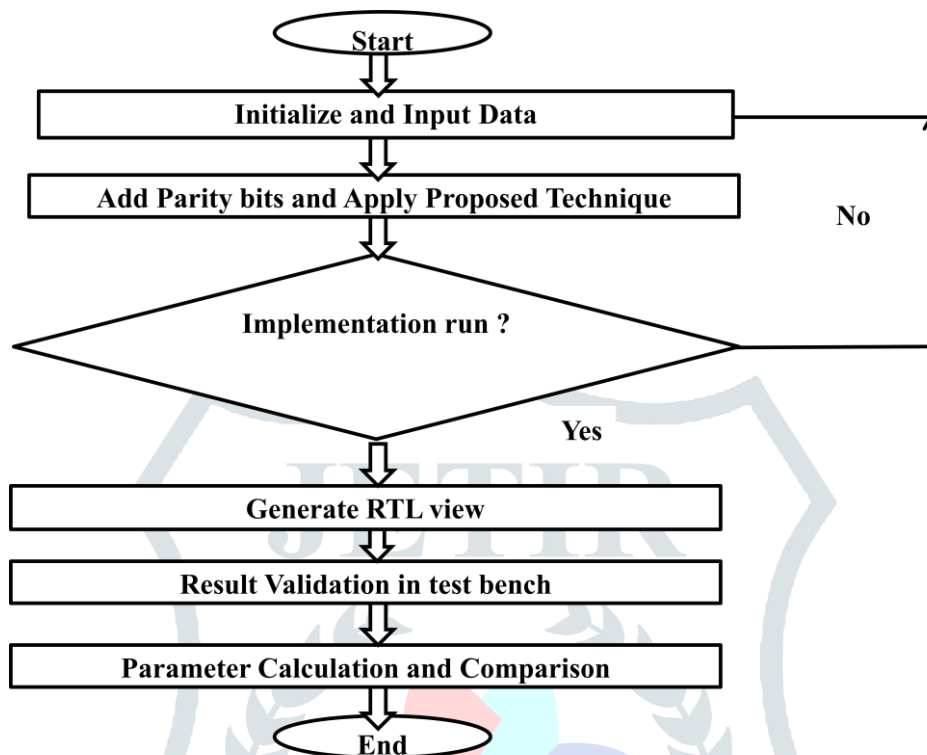 Start
Initialize and Input Data
Add Parity bits and Apply Proposed Technique
No
Implementation run ?
Yes
Generate RTL view
JETIR
Result Validation in test bench
Parameter Calculation and Comparison
End